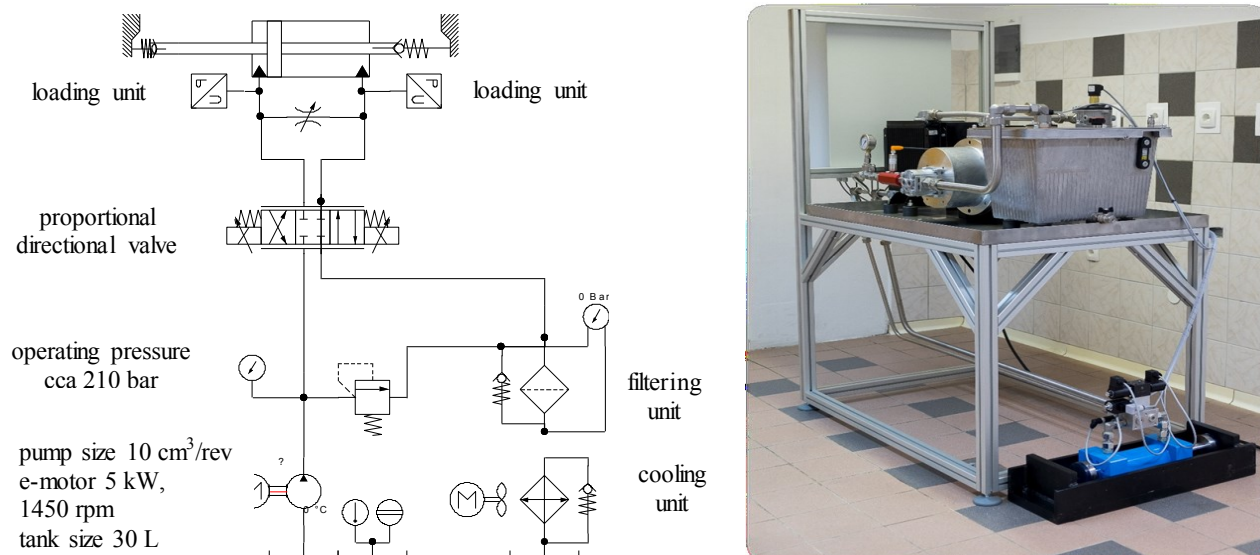 loading unit
loading unit
proportional
directional valve
0 Bar
operating pressure
cca 210 bar
filtering
unit
pump size 10 cm³/rev
e-motor 5 kW,
1450 rpm
tank size 30 L
?
0 °C
M
cooling
unit
P
U
P
U